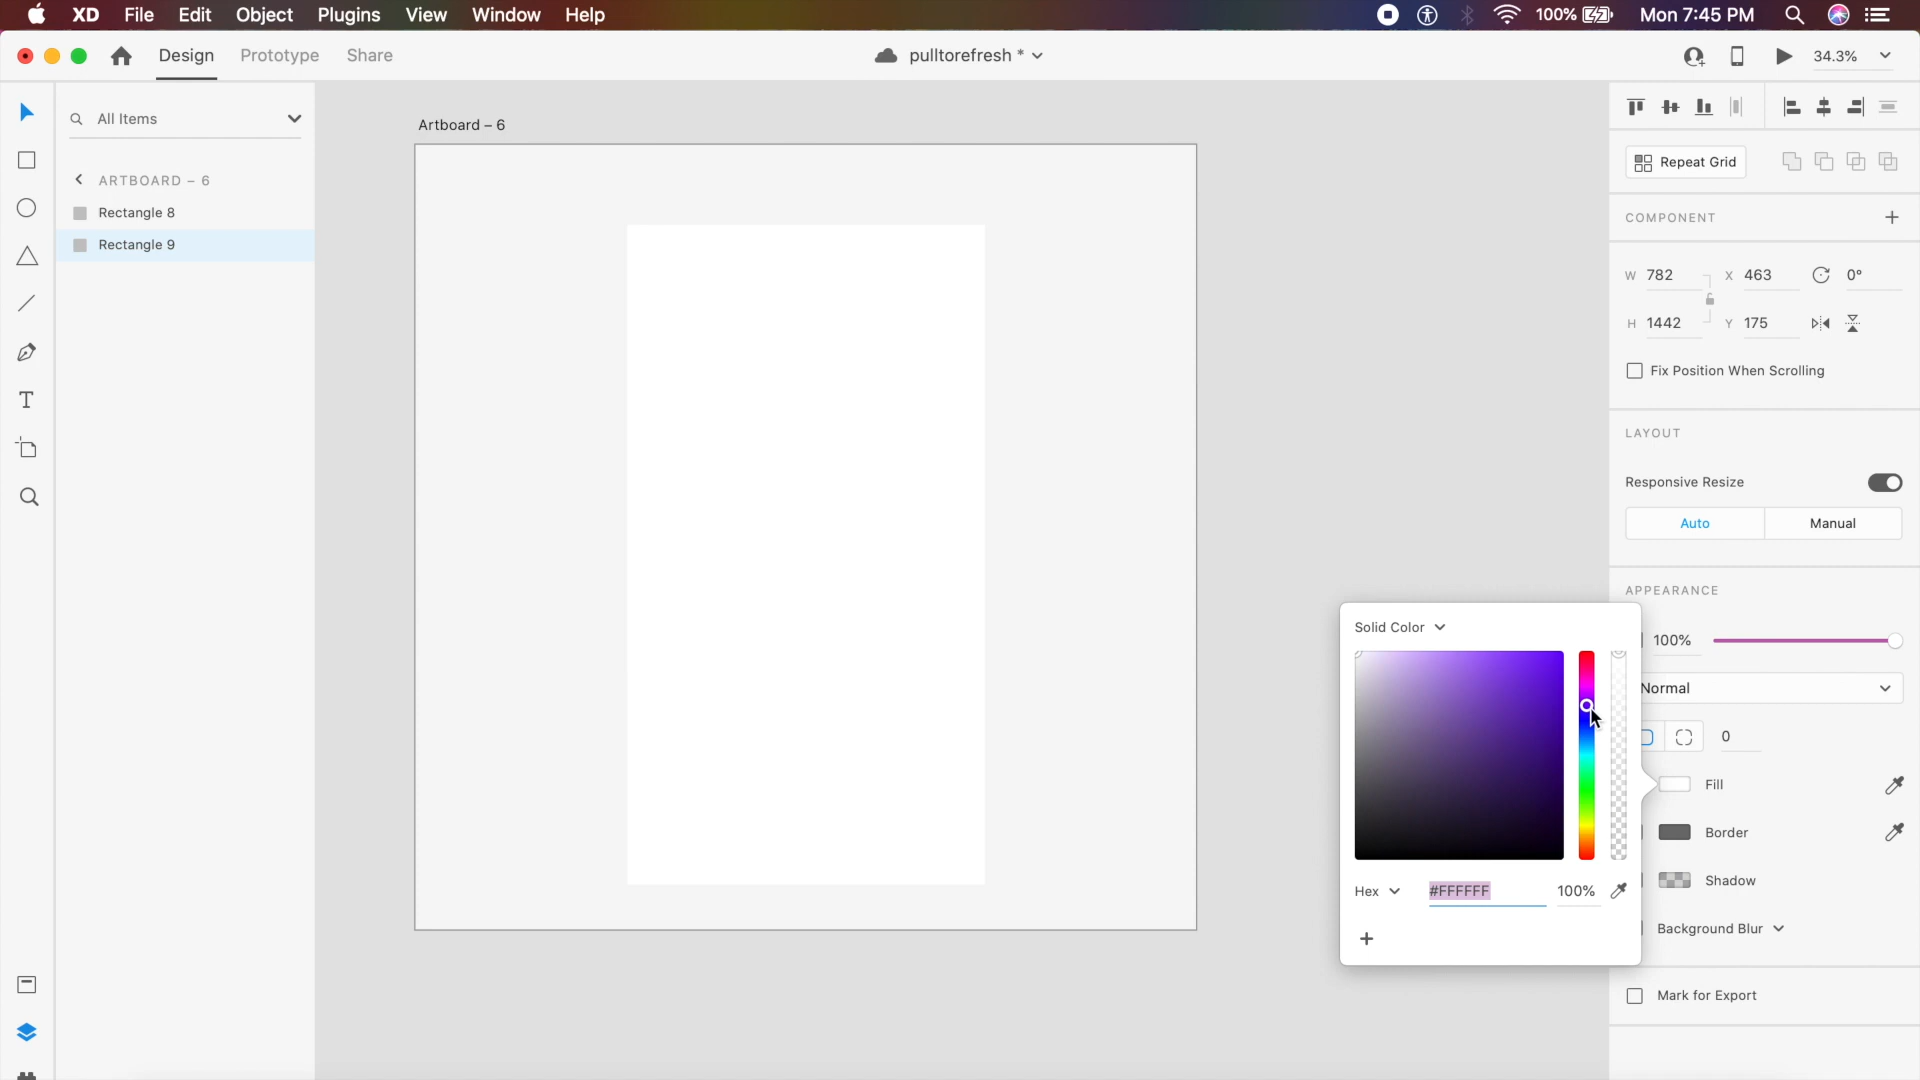 XD File Edit Object Plugins View Window Help 100% Mon 7:45 PM
Design Prototype Share pulltorefresh * 34.3%
All Items
ARTBOARD – 6
Rectangle 8
Rectangle 9
Artboard – 6
Repeat Grid
COMPONENT
W 782 X 463 0°
H 1442 Y 175
Fix Position When Scrolling
LAYOUT
Responsive Resize
Auto Manual
APPEARANCE
100%
Normal
0
Fill
Border
Shadow
Background Blur
Mark for Export
Solid Color
Hex #FFFFFF 100%